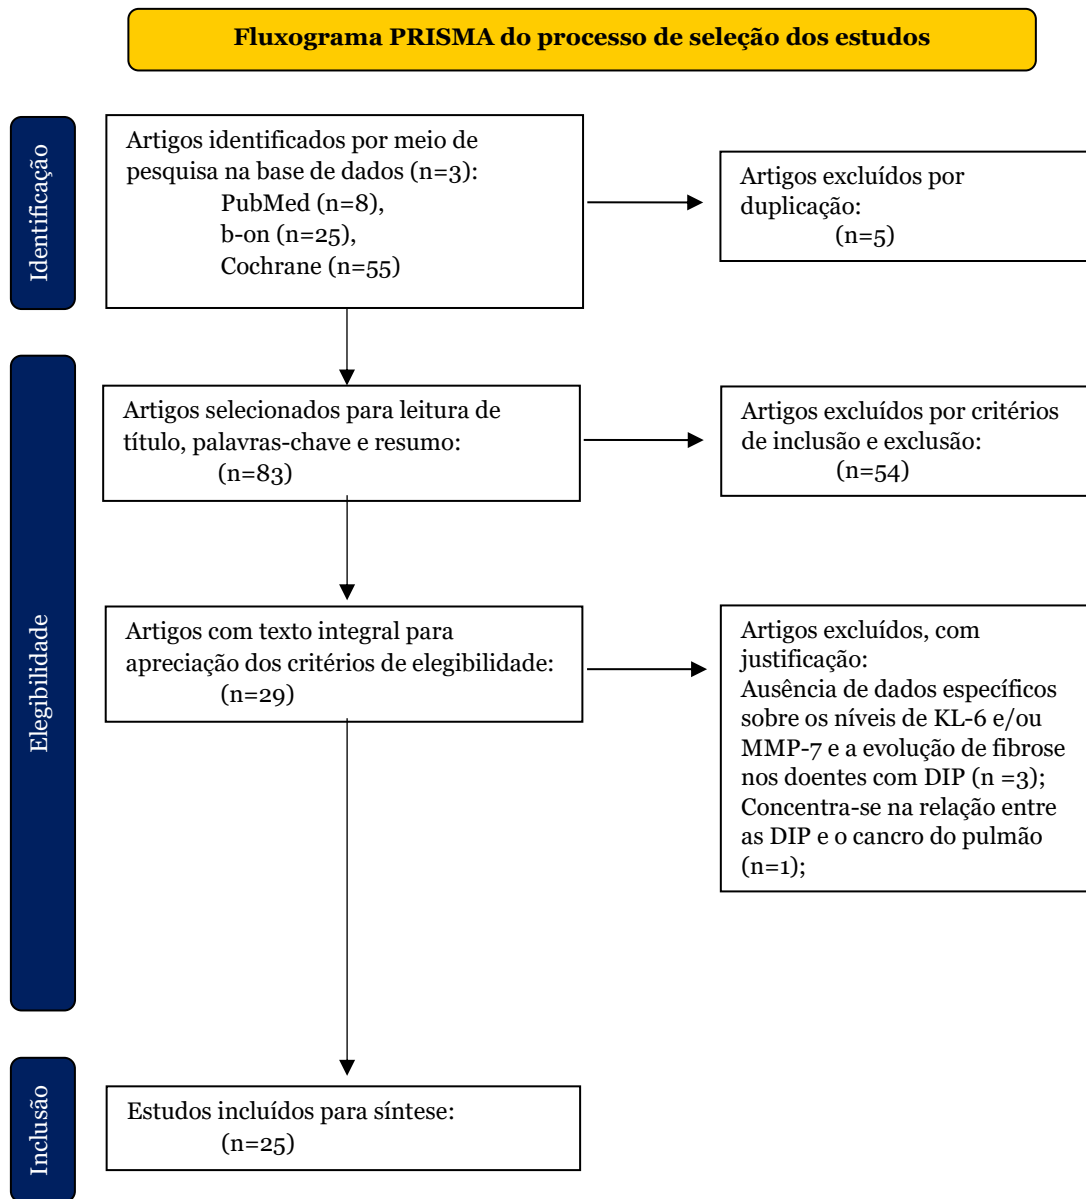 Fluxograma PRISMA do processo de seleção dos estudos
Identificação
Artigos identificados por meio de
pesquisa na base de dados (n=3):
PubMed (n=8),
b-on (n=25),
Cochrane (n=55)
Artigos excluídos por
duplicação:
(n=5)
Elegibilidade
Artigos selecionados para leitura de
título, palavras-chave e resumo:
(n=83)
Artigos excluídos por critérios
de inclusão e exclusão:
(n=54)
Artigos com texto integral para
apreciação dos critérios de elegibilidade:
(n=29)
Artigos excluídos, com
justificação:
Ausência de dados específicos
sobre os níveis de KL-6 e/ou
MMP-7 e a evolução de fibrose
nos doentes com DIP (n =3);
Concentra-se na relação entre
as DIP e o cancro do pulmão
(n=1);
Inclusão
Estudos incluídos para síntese:
(n=25)